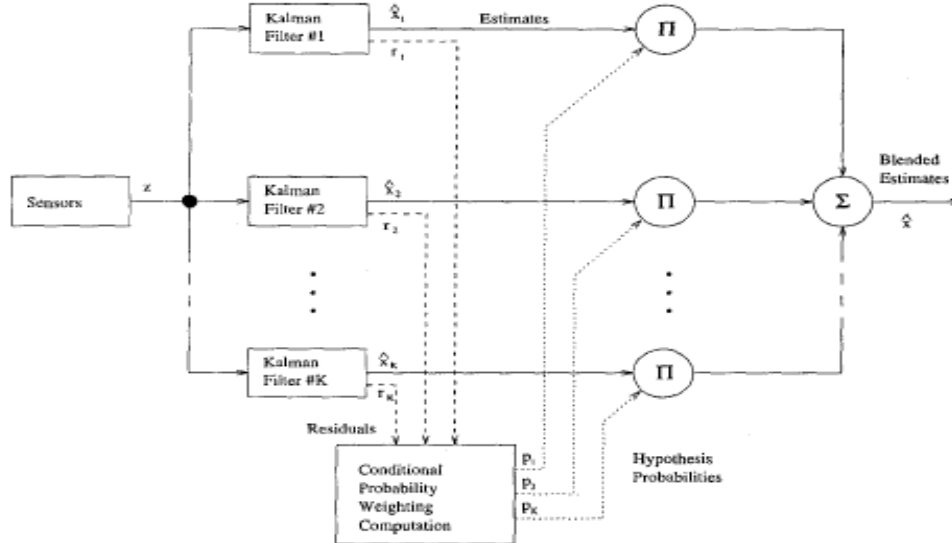 Kalman
Filter #1
x̂₁
Estimates
r₁
Π
Sensors
z
Kalman
Filter #2
x̂₂
r₂
Π
Σ
Blended
Estimates
x̂
Kalman
Filter #K
x̂ₖ
rₖ
Π
Residuals
Conditional
Probability
Weighting
Computation
p₁
p₂
pₖ
Hypothesis
Probabilities